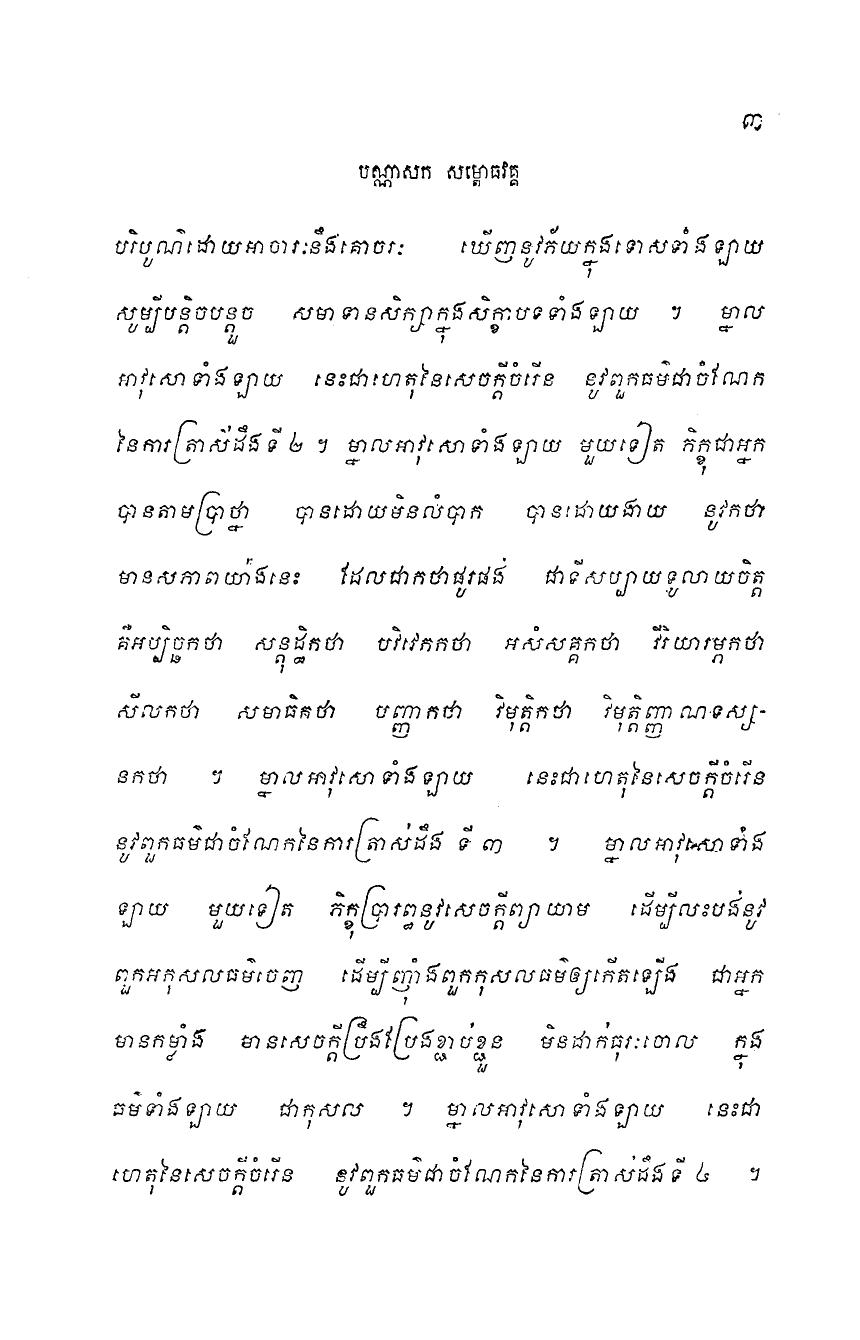 ៣
បណ្ណាសក សម្ពោធវគ្គ
បរិបូណ៌ដោយអាចារៈនឹងគោចរៈ ឃើញនូវភ័យក្នុងទោសទាំងឡាយ
សូម្បីបន្តិចបន្តួច សមាទានសិក្សាក្នុងសិក្ខាបទទាំងឡាយ ។ ម្នាល
អាវុសោទាំងឡាយ នេះជាហេតុនៃសេចក្តីចំរើន នូវពួកធម៌ជាចំណែក
នៃការត្រាស់ដឹងទី ២ ។ ម្នាលអាវុសោទាំងឡាយ មួយទៀត ភិក្ខុជាអ្នក
បានតាមប្រាថ្នា បានដោយមិនលំបាក បានដោយងាយ នូវកថា
មានសភាពយ៉ាងនេះ ដែលជាកថាផូរផង់ ជាទីសប្បាយទូលាយចិត្ត
គឺអប្បិច្ឆកថា សន្តុដ្ឋិកថា បវិវេកកថា អសំសគ្គកថា វីរិយារម្ភកថា
សីលកថា សមាធិកថា បញ្ញាកថា វិមុត្តិកថា វិមុត្តិញ្ញាណទស្ស-
នកថា ។ ម្នាលអាវុសោទាំងឡាយ នេះជាហេតុនៃសេចក្តីចំរើន
នូវពួកធម៌ជាចំណែកនៃការត្រាស់ដឹង ទី ៣ ។ ម្នាលអាវុសោទាំង
ឡាយ មួយទៀត ភិក្ខុប្រារព្ធនូវសេចក្តីព្យាយាម ដើម្បីលះបង់នូវ
ពួកអកុសលធម៌ចេញ ដើម្បីញ៉ាំងពួកកុសលធម៌ឲ្យកើតឡើង ជាអ្នក
មានកម្លាំង មានសេចក្តីប្រឹងប្រែងខ្ជាប់ខ្ជួន មិនដាក់ធុរៈចោល ក្នុង
ធម៌ទាំងឡាយ ជាកុសល ។ ម្នាលអាវុសោទាំងឡាយ នេះជា
ហេតុនៃសេចក្តីចំរើន នូវពួកធម៌ជាចំណែកនៃការត្រាស់ដឹងទី ៤ ។